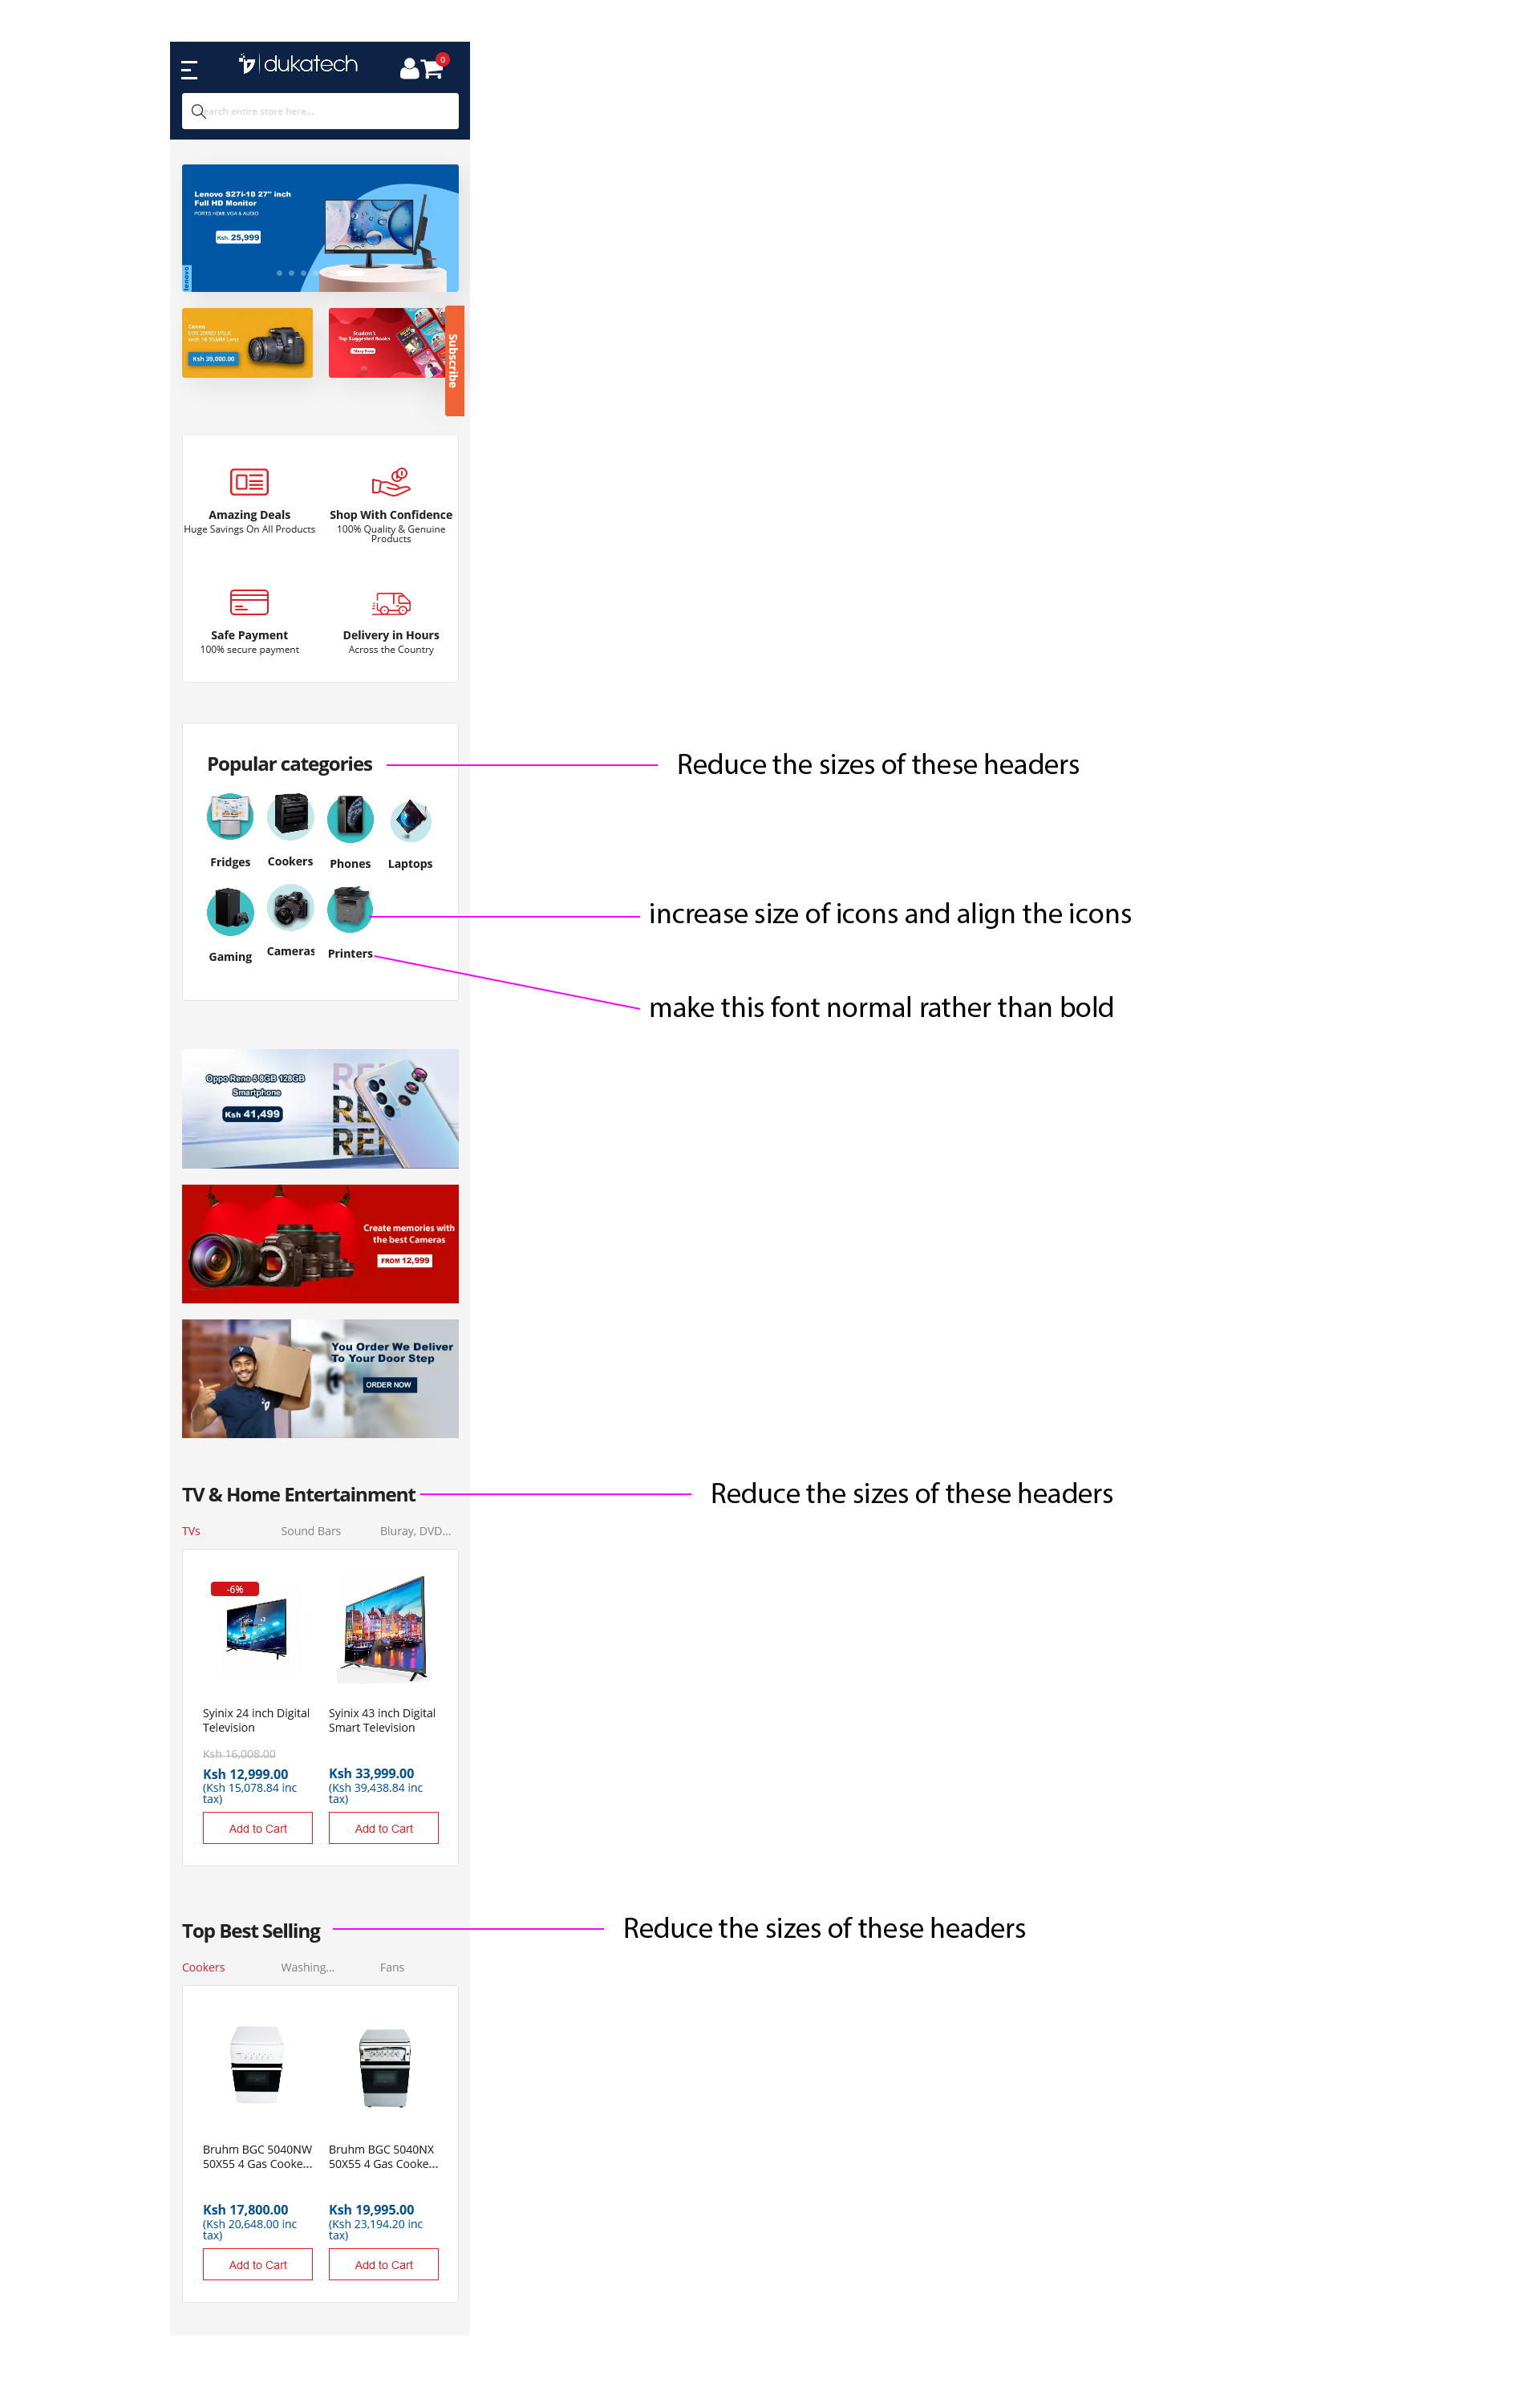 dukatech
0
Search entire store here...
Lenovo S27i-10 27" inch
Full HD Monitor
PORTS:HDMI,VGA & AUDIO
Ksh. 25,999
lenovo
Canon
EOS 2000D DSLR
with 18-55MM Lens
Ksh 39,000.00
Student's
Top Suggested Books
Shop Now
Subscribe
Amazing Deals
Huge Savings On All Products
Shop With Confidence
100% Quality & Genuine
Products
Safe Payment
100% secure payment
Delivery in Hours
Across the Country
Popular categories
Reduce the sizes of these headers
Fridges
Cookers
Phones
Laptops
increase size of icons and align the icons
Gaming
Cameras
Printers
make this font normal rather than bold
Oppo Reno 5 8GB 128GB
Smartphone
Ksh 41,499
Create memories with
the best Cameras
FROM 12,999
You Order We Deliver
To Your Door Step
ORDER NOW
TV & Home Entertainment
Reduce the sizes of these headers
TVs
Sound Bars
Bluray, DVD...
-6%
Syinix 24 inch Digital
Television
Ksh 16,008.00
Ksh 12,999.00
(Ksh 15,078.84 inc
tax)
Add to Cart
Syinix 43 inch Digital
Smart Television
Ksh 33,999.00
(Ksh 39,438.84 inc
tax)
Add to Cart
Top Best Selling
Reduce the sizes of these headers
Cookers
Washing...
Fans
Bruhm BGC 5040NW
50X55 4 Gas Cooke...
Ksh 17,800.00
(Ksh 20,648.00 inc
tax)
Add to Cart
Bruhm BGC 5040NX
50X55 4 Gas Cooke...
Ksh 19,995.00
(Ksh 23,194.20 inc
tax)
Add to Cart